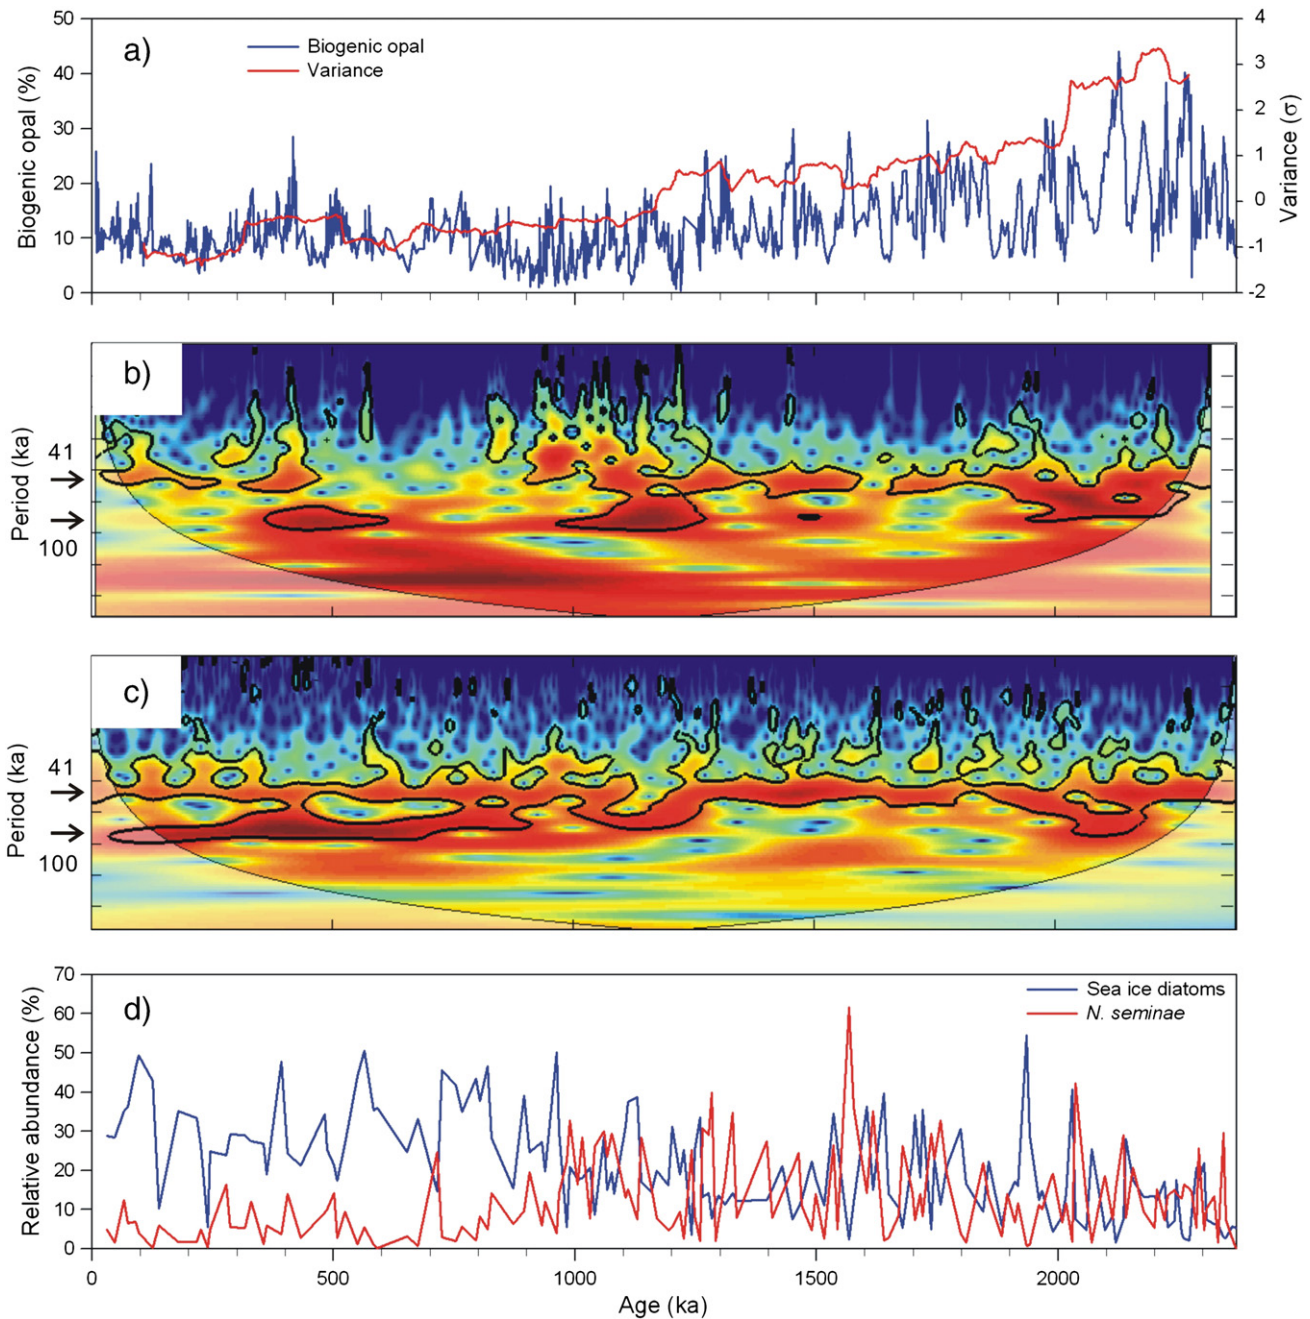 a)
Biogenic opal
Variance
Biogenic opal (%)
50
40
30
20
10
0
4
3
2
1
0
-1
-2
Variance (σ)
b)
Period (ka)
41
100
c)
Period (ka)
41
100
d)
Sea ice diatoms
N. seminae
Relative abundance (%)
70
60
50
40
30
20
10
0
0 500 1000 1500 2000
Age (ka)